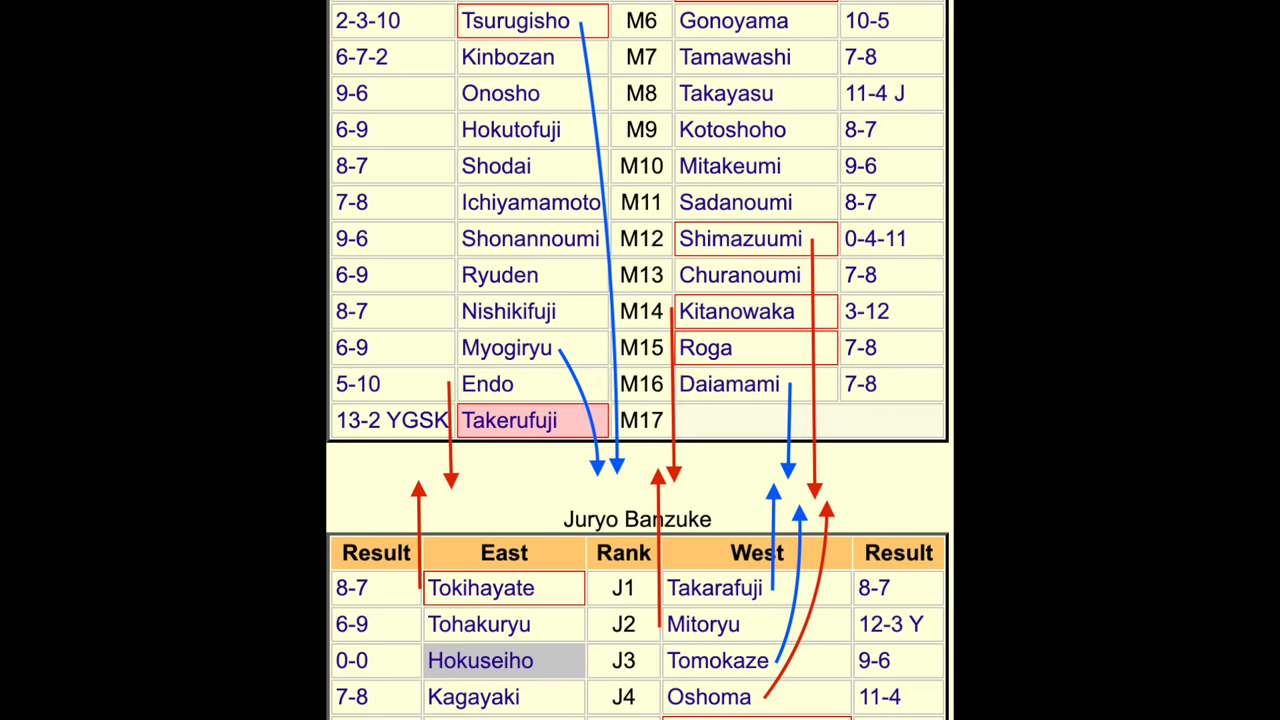 2-3-10 Tsurugisho M6 Gonoyama 10-5
6-7-2 Kinbozan M7 Tamawashi 7-8
9-6 Onosho M8 Takayasu 11-4 J
6-9 Hokutofuji M9 Kotoshoho 8-7
8-7 Shodai M10 Mitakeumi 9-6
7-8 Ichiyamamoto M11 Sadanoumi 8-7
9-6 Shonannoumi M12 Shimazuumi 0-4-11
6-9 Ryuden M13 Churanoumi 7-8
8-7 Nishikifuji M14 Kitanowaka 3-12
6-9 Myogiryu M15 Roga 7-8
5-10 Endo M16 Daiamami 7-8
13-2 YGSK Takerufuji M17
Juryo Banzuke
Result East Rank West Result
8-7 Tokihayate J1 Takarafuji 8-7
6-9 Tohakuryu J2 Mitoryu 12-3 Y
0-0 Hokuseiho J3 Tomokaze 9-6
7-8 Kagayaki J4 Oshoma 11-4